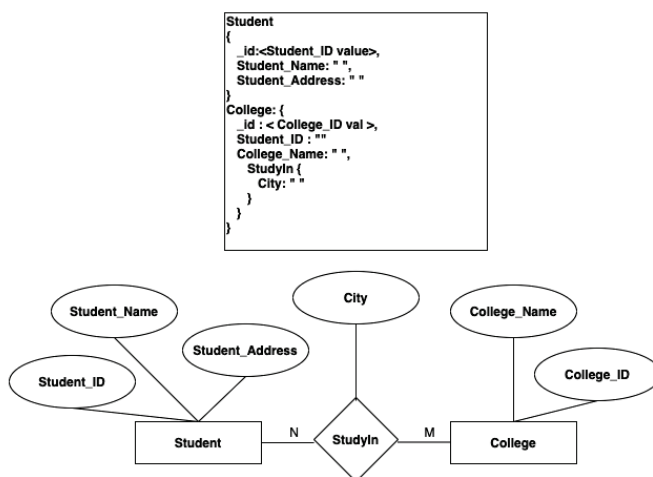 Student
{
_id:<Student_ID value>,
Student_Name: " ",
Student_Address: " "
}
College: {
_id : < College_ID val >,
Student_ID : ""
College_Name: " ",
StudyIn {
City: " "
}
}
}
City
Student_Name
College_Name
Student_Address
Student_ID
College_ID
Student
N
StudyIn
M
College